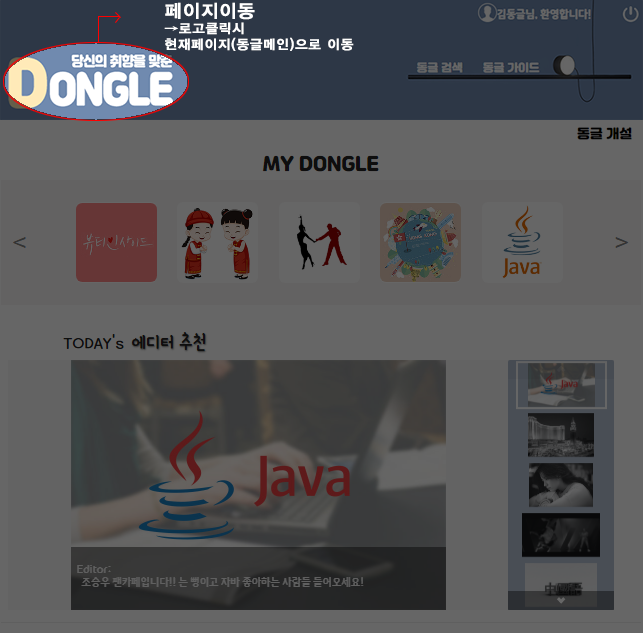 페이지이동
→로고클릭시
현재페이지(동글메인)으로 이동
김동글님, 환영합니다!
당신의 취향을 맞춘
DONGLE
동글 검색
동글 가이드
동글 개설
MY DONGLE
<
뷰티인사이드
Java
>
TODAY's 에디터 추천
Java
Java
Editor:
조승우 팬카페입니다!! 는 뻥이고 자바 좋아하는 사람들 들어오세요!